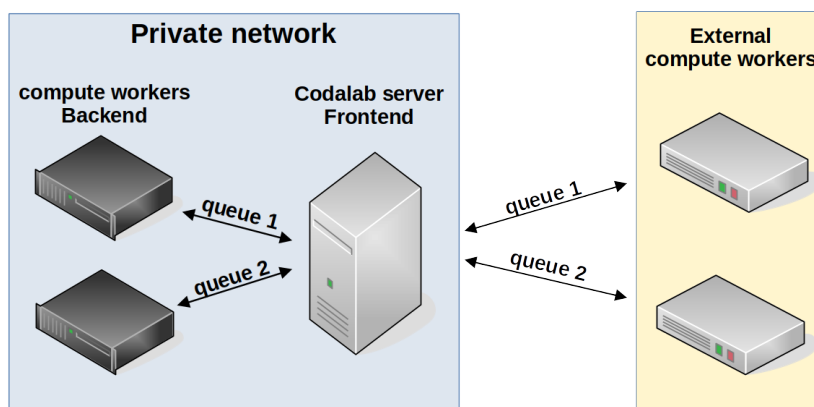 Private network
compute workers
Backend
Codalab server
Frontend
queue 1
queue 2
queue 1
queue 2
External
compute workers